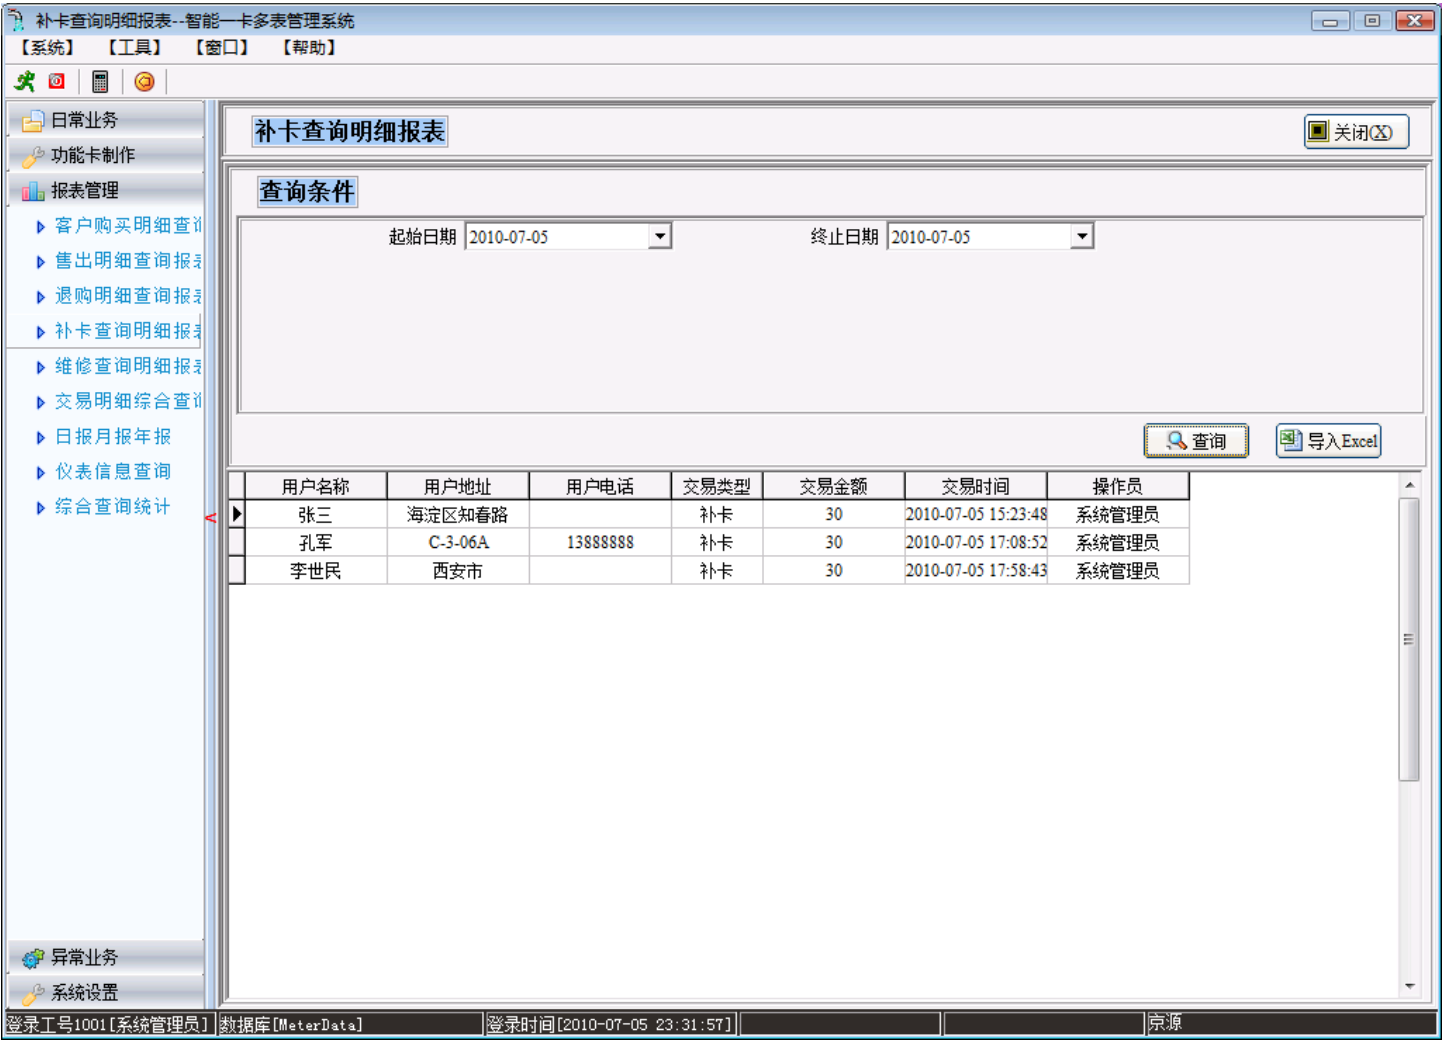 补卡查询明细报表--智能一卡多表管理系统
【系统】 【工具】 【窗口】 【帮助】
日常业务
功能卡制作
报表管理
客户购买明细查
售出明细查询报
退购明细查询报
补卡查询明细报
维修查询明细报
交易明细综合查
日报月报年报
仪表信息查询
综合查询统计
异常业务
系统设置
<
补卡查询明细报表
关闭(X)
查询条件
起始日期 2010-07-05 终止日期 2010-07-05
查询 导入Excel
用户名称 用户地址 用户电话 交易类型 交易金额 交易时间 操作员
张三 海淀区知春路 补卡 30 2010-07-05 15:23:48 系统管理员
孔军 C-3-06A 13888888 补卡 30 2010-07-05 17:08:52 系统管理员
李世民 西安市 补卡 30 2010-07-05 17:58:43 系统管理员
登录工号1001[系统管理员] 数据库[MeterData] 登录时间[2010-07-05 23:31:57] 京源